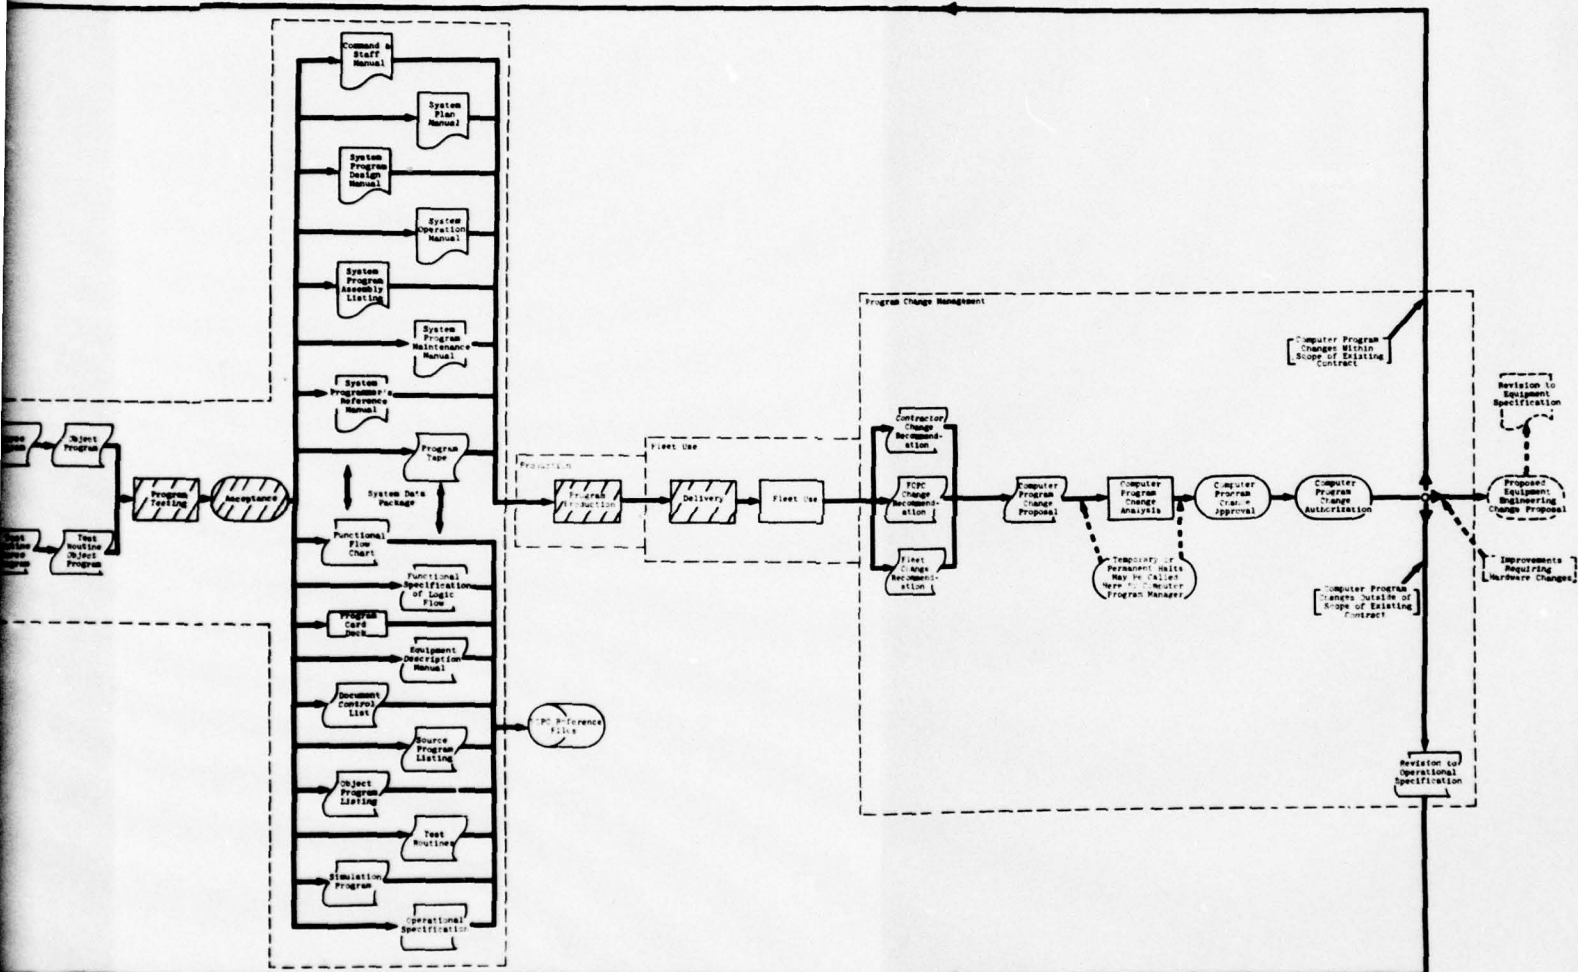 Command &
Staff
Manual
System
Plan
Manual
System
Program
Design
Manual
System
Operation
Manual
System
Program
Assembly
Listing
System
Program
Maintenance
Manual
System
Programmer's
Reference
Manual
Program
Tape
System Data
Package
Object
Program
Test
Routine
Object
Program
Program
Testing
Acceptance
Functional
Flow
Chart
Functional
Specification
of Logic
Flow
Program
Card
Deck
Equipment
Description
Manual
Document
Control
List
Source
Program
Listing
Object
Program
Listing
Test
Routines
Simulation
Program
Operational
Specification
Reference
Files
Production
Program
Production
Fleet Use
Delivery
Fleet Use
Program Change Management
Contractor
Change
Recommend-
ation
FCPC
Change
Recommend-
ation
Fleet
Change
Recommend-
ation
Computer
Program
Change
Proposal
Computer
Program
Change
Analysis
Computer
Program
Change
Approval
Computer
Program
Change
Authorization
Temporary or
Permanent Halts
May Be Called
Here By Computer
Program Manager
Computer Program
Changes Within
Scope of Existing
Contract
Computer Program
Changes Outside of
Scope of Existing
Contract
Revision to
Equipment
Specification
Proposed
Equipment
Engineering
Change Proposal
Improvements
Requiring
Hardware Changes
Revision to
Operational
Specification